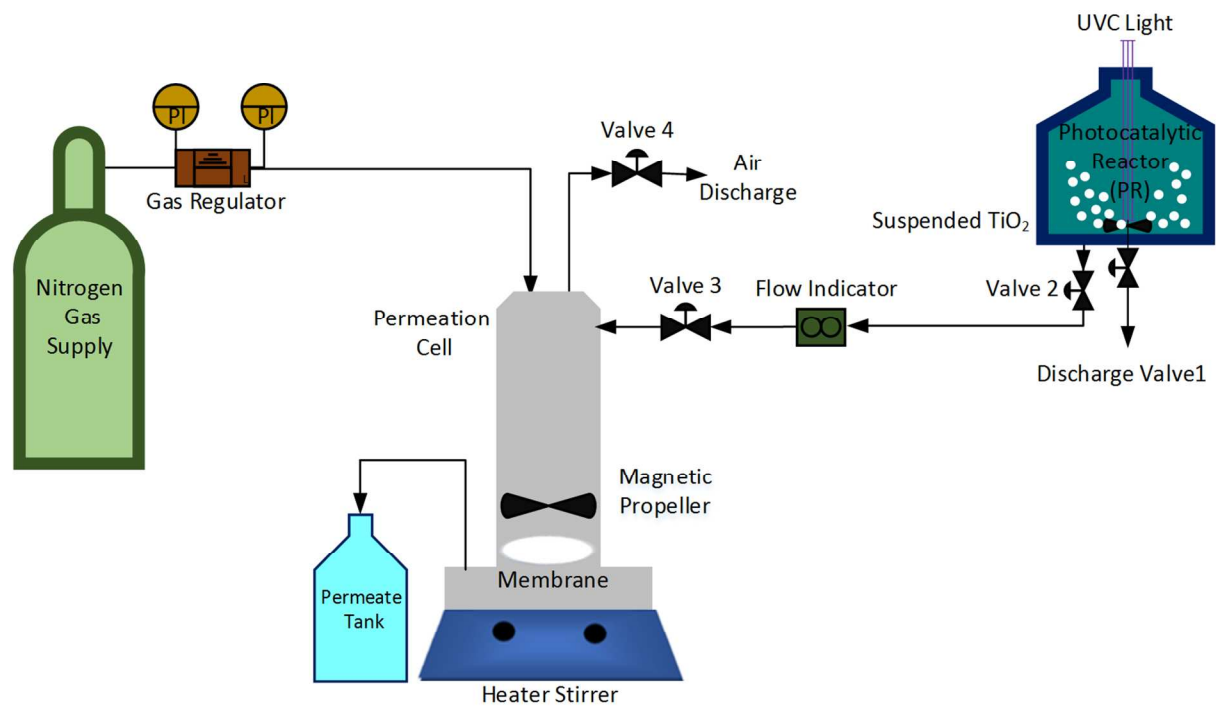 UVC Light
PI
PI
Valve 4
Air
Discharge
Photocatalytic
Reactor
(PR)
Gas Regulator
Suspended TiO₂
Nitrogen
Gas
Supply
Valve 3
Flow Indicator
Valve 2
Permeation
Cell
Discharge Valve1
Magnetic
Propeller
Membrane
Permeate
Tank
Heater Stirrer